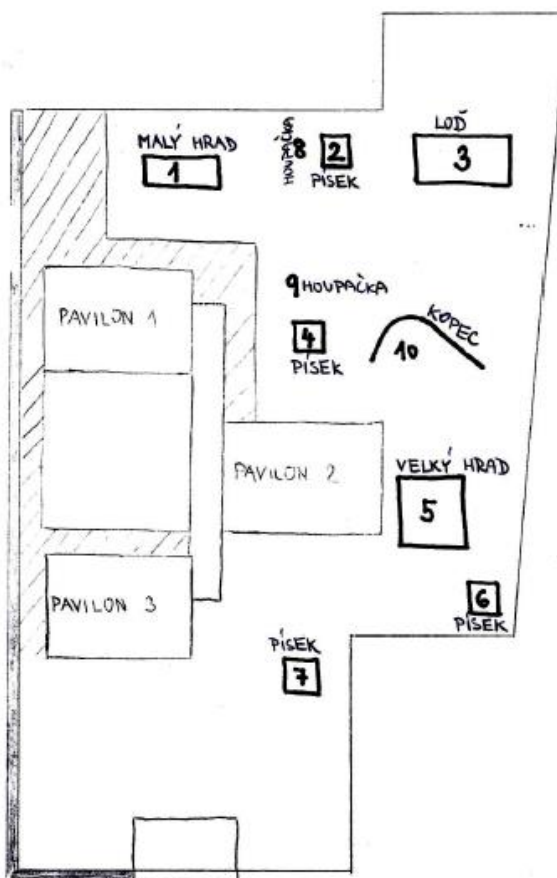 MALÝ HRAD
1
HOUPAČKA
8
2
PÍSEK
LOĎ
3
9 HOUPAČKA
4
PÍSEK
KOPEC
10
PAVILON 1
PAVILON 2
VELKÝ HRAD
5
PAVILON 3
6
PÍSEK
PÍSEK
7